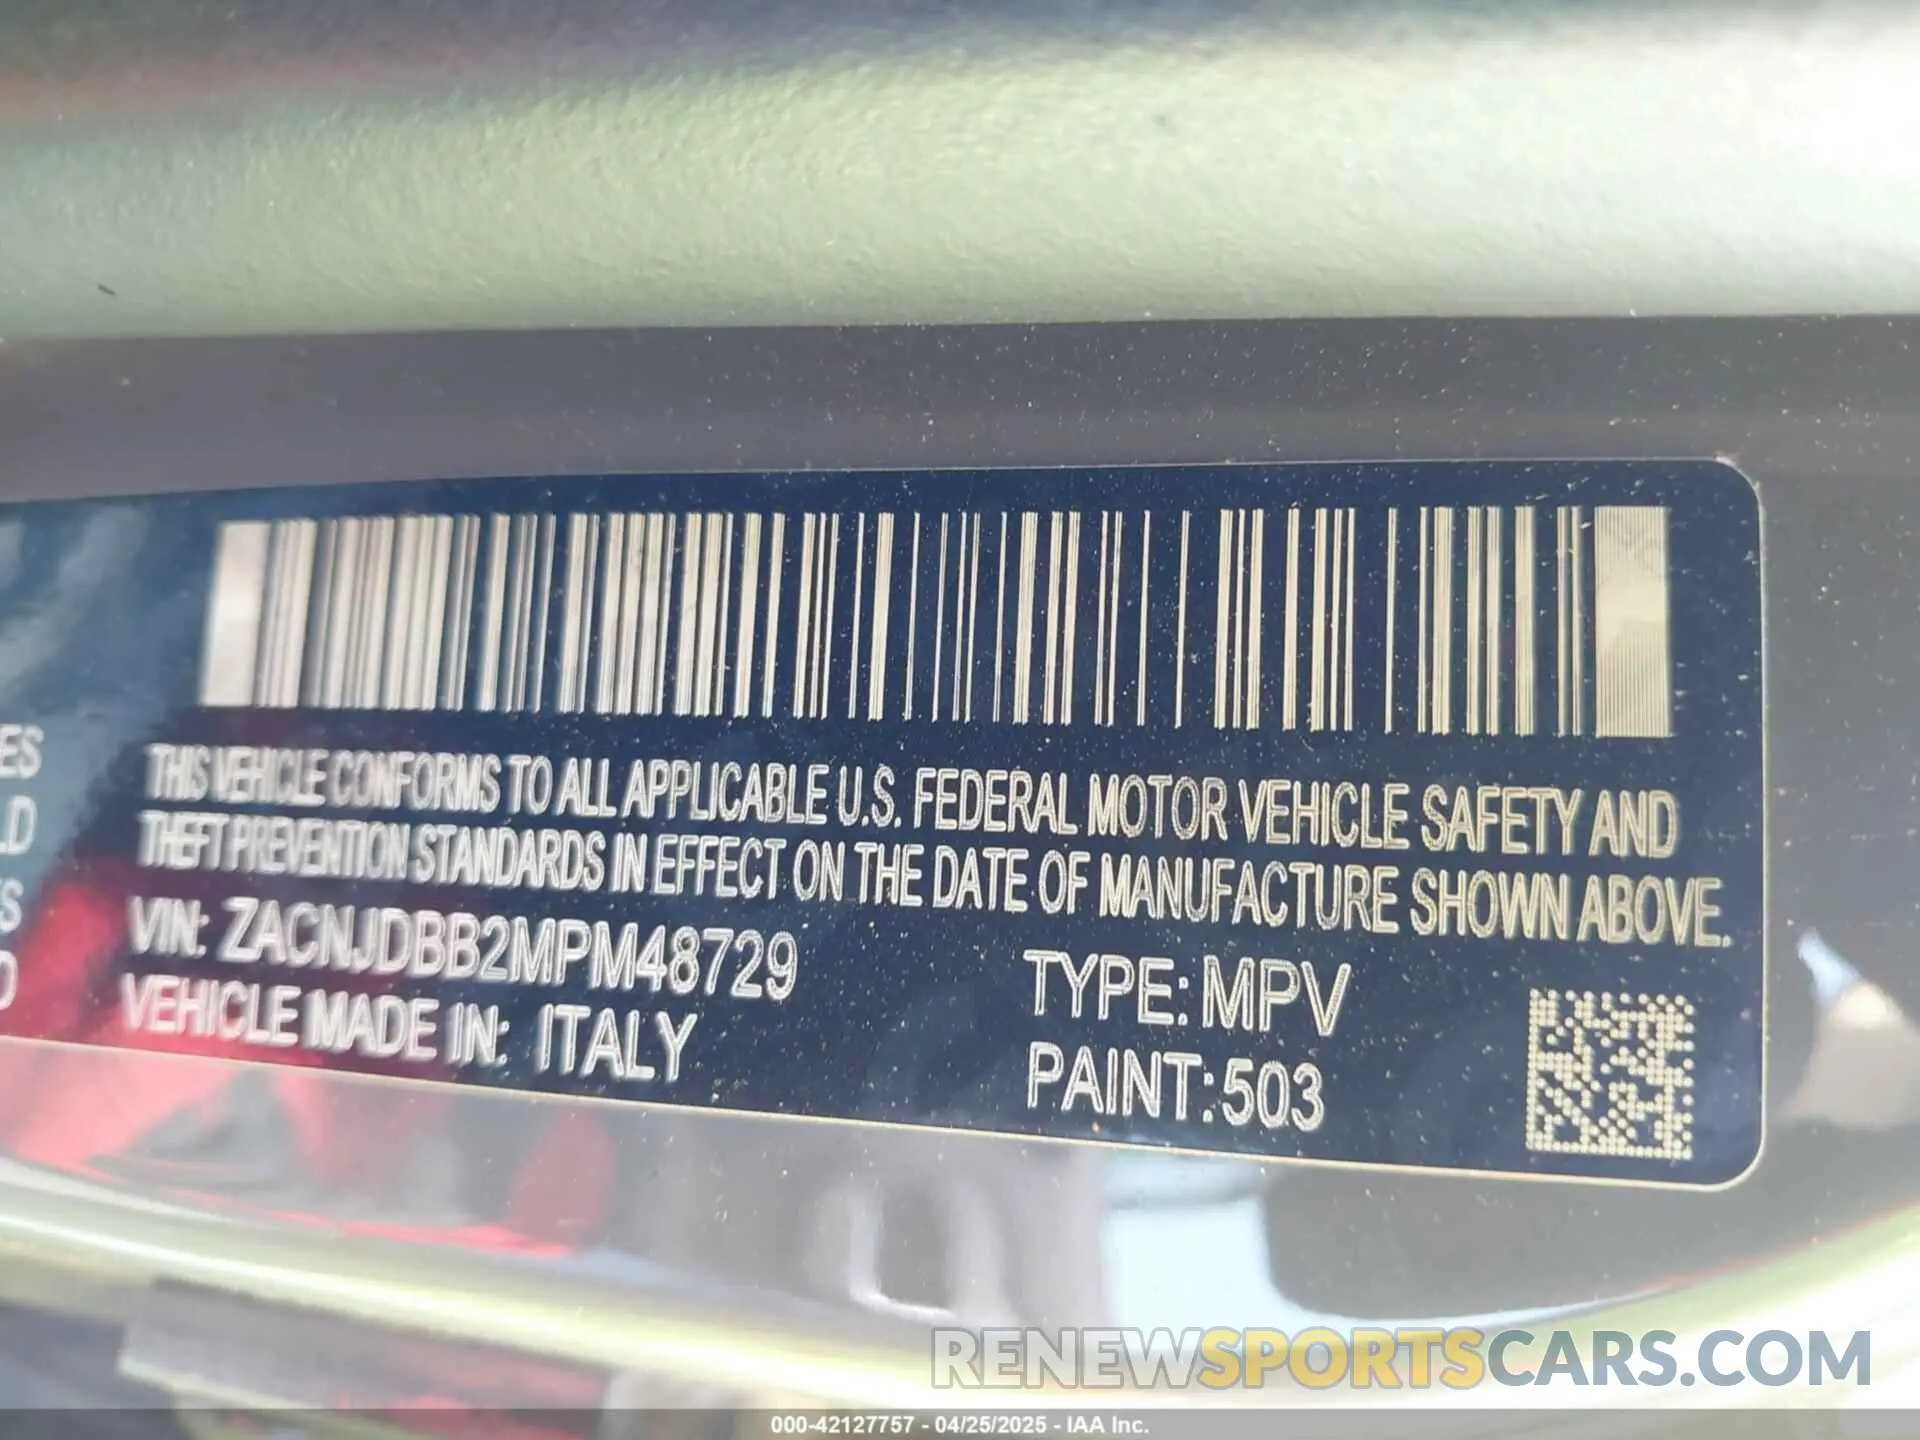 ES
LD
S
D
THIS VEHICLE CONFORMS TO ALL APPLICABLE U.S. FEDERAL MOTOR VEHICLE SAFETY AND
THEFT PREVENTION STANDARDS IN EFFECT ON THE DATE OF MANUFACTURE SHOWN ABOVE.
VIN: ZACNJDBB2MPM48729
TYPE: MPV
VEHICLE MADE IN: ITALY
PAINT: 503
RENEWSPORTSCARS.COM
000-42127757 - 04/25/2025 - IAA Inc.